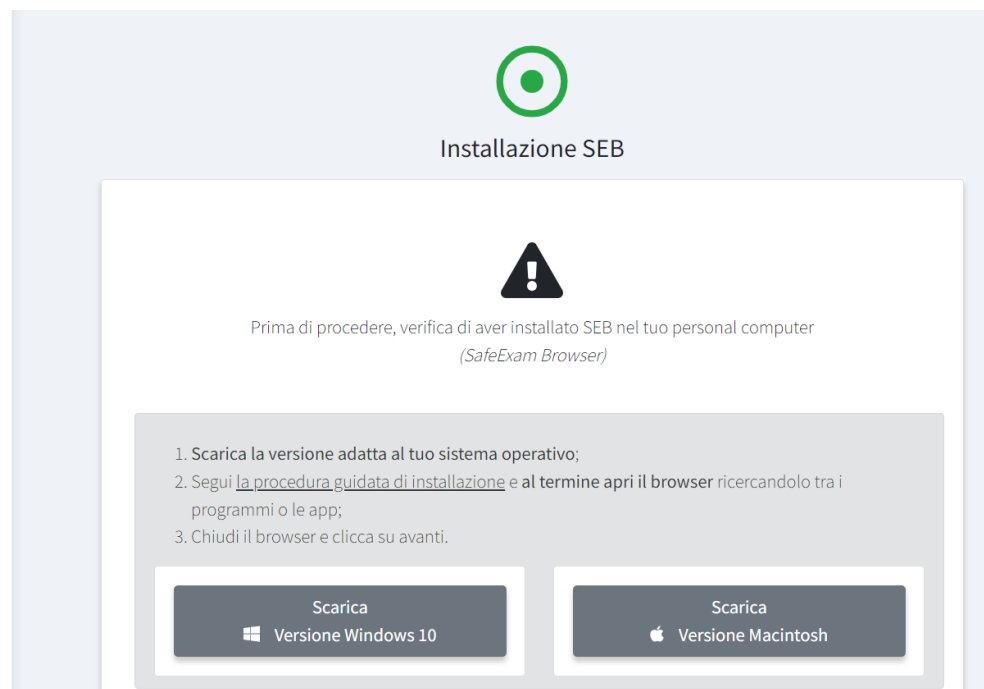 Installazione SEB
Prima di procedere, verifica di aver installato SEB nel tuo personal computer
(SafeExam Browser)
1. Scarica la versione adatta al tuo sistema operativo;
2. Segui la procedura guidata di installazione e al termine apri il browser ricercandolo tra i
programmi o le app;
3. Chiudi il browser e clicca su avanti.
Scarica
Versione Windows 10
Scarica
Versione Macintosh